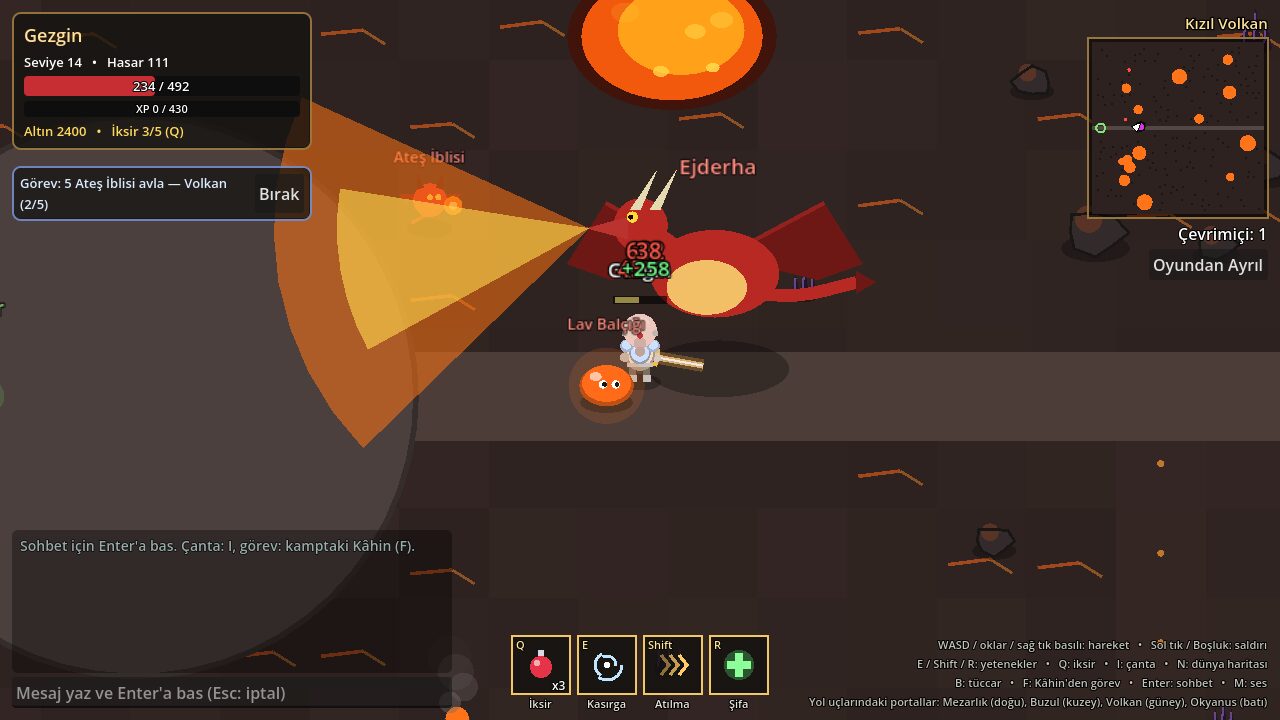 Gezgin
Seviye 14 • Hasar 111
234 / 492
XP 0 / 430
Altın 2400 • İksir 3/5 (Q)
Görev: 5 Ateş İblisi avla — Volkan
(2/5)
Bırak
Kızıl Volkan
Çevrimiçi: 1
Oyundan Ayrıl
Ateş İblisi
Ejderha
638
+258
Lav Balçığı
Sohbet için Enter'a bas. Çanta: I, görev: kamptaki Kâhin (F).
Mesaj yaz ve Enter'a bas (Esc: iptal)
Q
x3
İksir
E
Kasırga
Shift
Atılma
R
Şifa
WASD / oklar / sağ tık basılı: hareket • Sol tık / Boşluk: saldırı
E / Shift / R: yetenekler • Q: iksir • I: çanta • N: dünya haritası
B: tüccar • F: Kâhin'den görev • Enter: sohbet • M: ses
Yol uçlarındaki portallar: Mezarlık (doğu), Buzul (kuzey), Volkan (güney), Okyanus (batı)